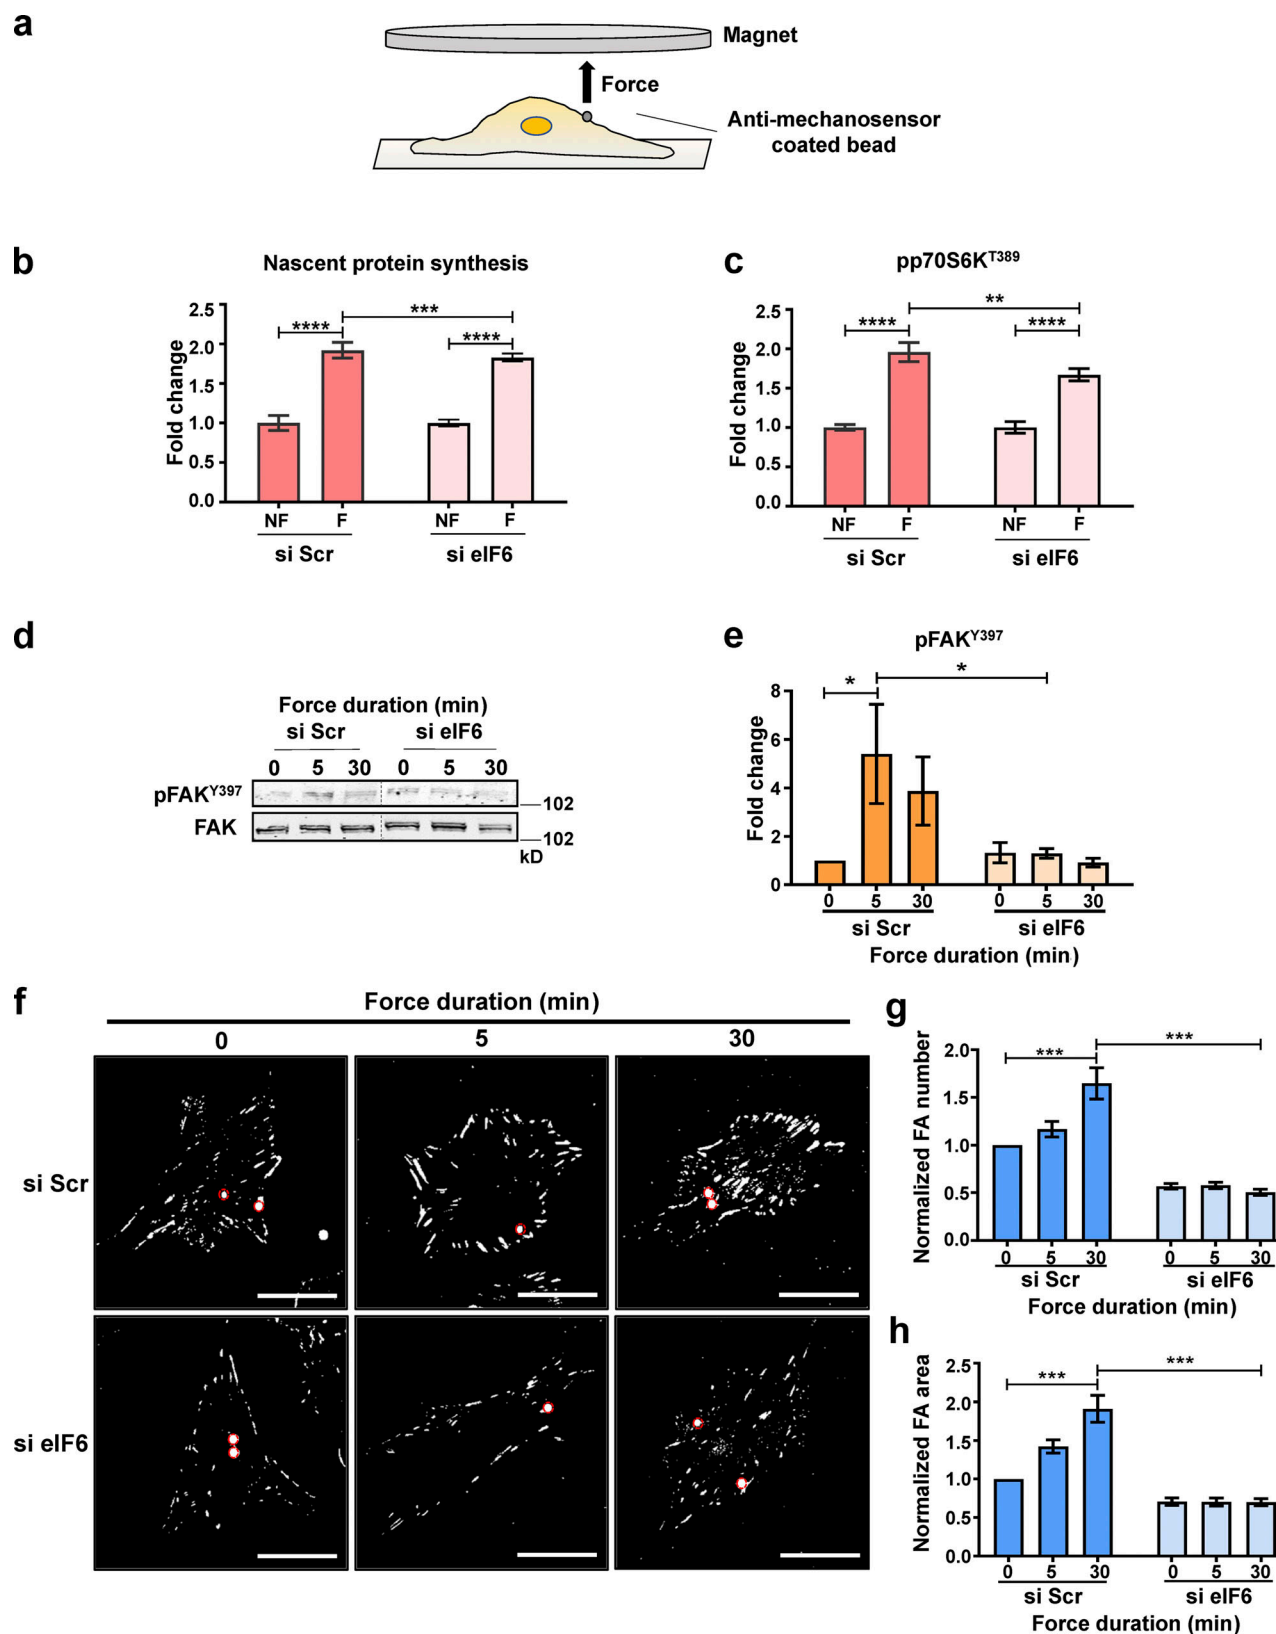 a
Magnet
Force
Anti-mechanosensor
coated bead
b
Nascent protein synthesis
Fold change
2.5
2.0
1.5
1.0
0.5
0.0
****
***
****
NF F NF F
si Scr si eIF6
c
pp70S6K^T389
Fold change
2.5
2.0
1.5
1.0
0.5
0.0
****
**
****
NF F NF F
si Scr si eIF6
d
Force duration (min)
si Scr si eIF6
0 5 30 0 5 30
pFAK^Y397
102
FAK
102
kD
e
pFAK^Y397
Fold change
8
6
4
2
0
*
*
0 5 30 0 5 30
si Scr si eIF6
Force duration (min)
f
Force duration (min)
0 5 30
si Scr
si eIF6
g
Normalized FA number
2.0
1.5
1.0
0.5
0.0
***
***
0 5 30 0 5 30
si Scr si eIF6
Force duration (min)
h
Normalized FA area
2.5
2.0
1.5
1.0
0.5
0.0
***
***
0 5 30 0 5 30
si Scr si eIF6
Force duration (min)